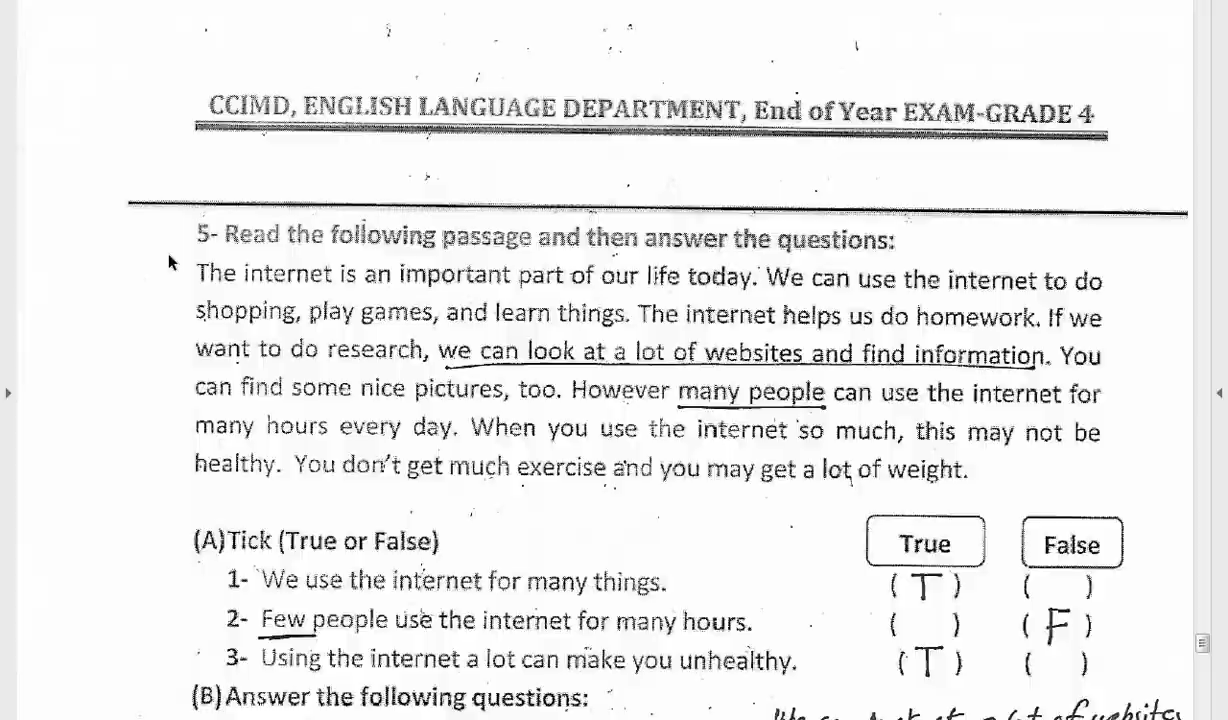 CCIMD, ENGLISH LANGUAGE DEPARTMENT, End of Year EXAM-GRADE 4
5- Read the following passage and then answer the questions:
The internet is an important part of our life today. We can use the internet to do
shopping, play games, and learn things. The internet helps us do homework. If we
want to do research, we can look at a lot of websites and find information. You
can find some nice pictures, too. However many people can use the internet for
many hours every day. When you use the internet so much, this may not be
healthy. You don't get much exercise and you may get a lot of weight.
(A)Tick (True or False) True False
1- We use the internet for many things. ( T ) ( )
2- Few people use the internet for many hours. ( ) ( F )
3- Using the internet a lot can make you unhealthy. ( T ) ( )
(B)Answer the following questions:
lot of websites